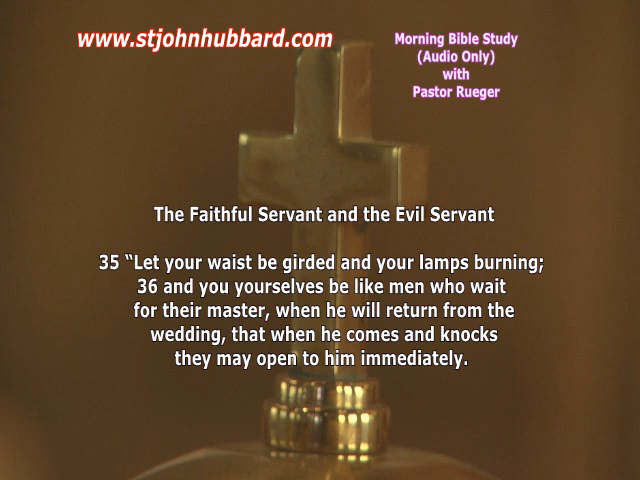 www.stjohnhubbard.com
Morning Bible Study
(Audio Only)
with
Pastor Rueger
The Faithful Servant and the Evil Servant
35 “Let your waist be girded and your lamps burning;
36 and you yourselves be like men who wait
for their master, when he will return from the
wedding, that when he comes and knocks
they may open to him immediately.